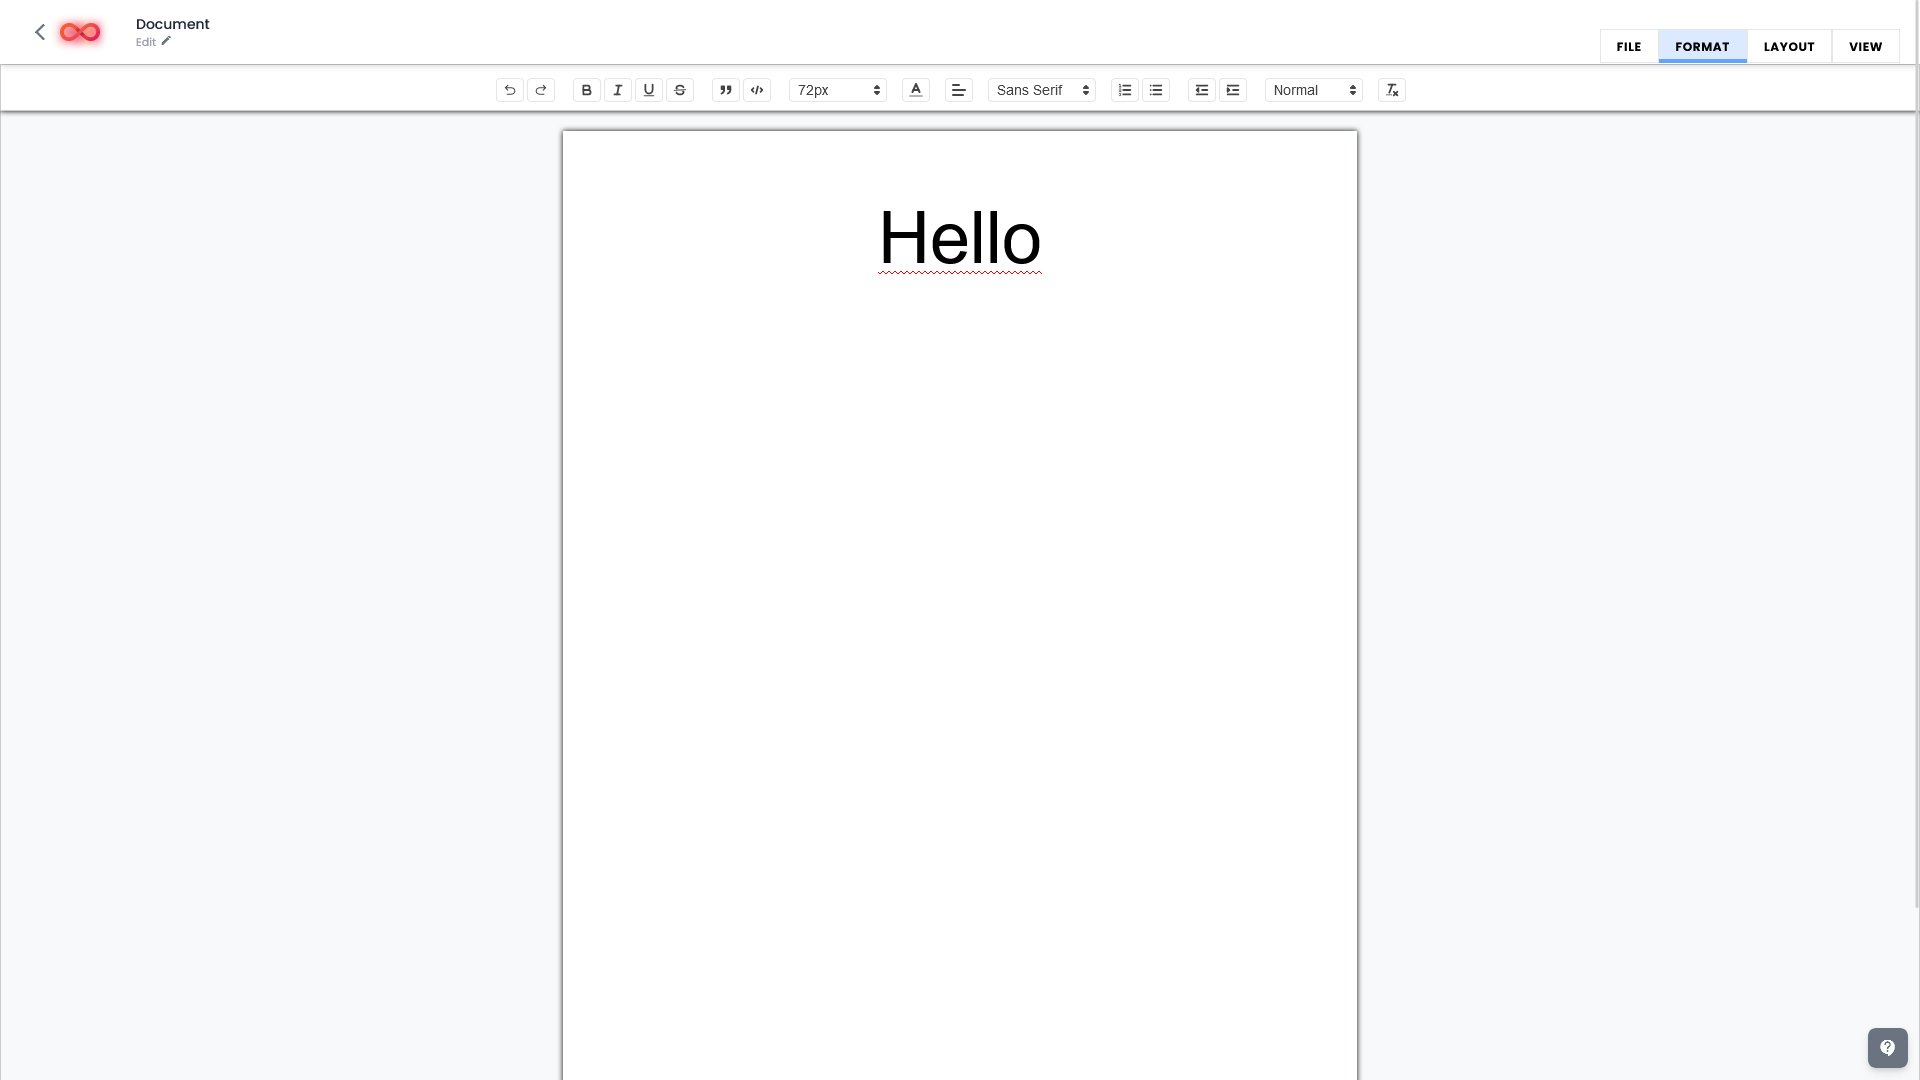 Document
Edit
FILE FORMAT LAYOUT VIEW
B I U S 72px A Sans Serif Normal
Hello